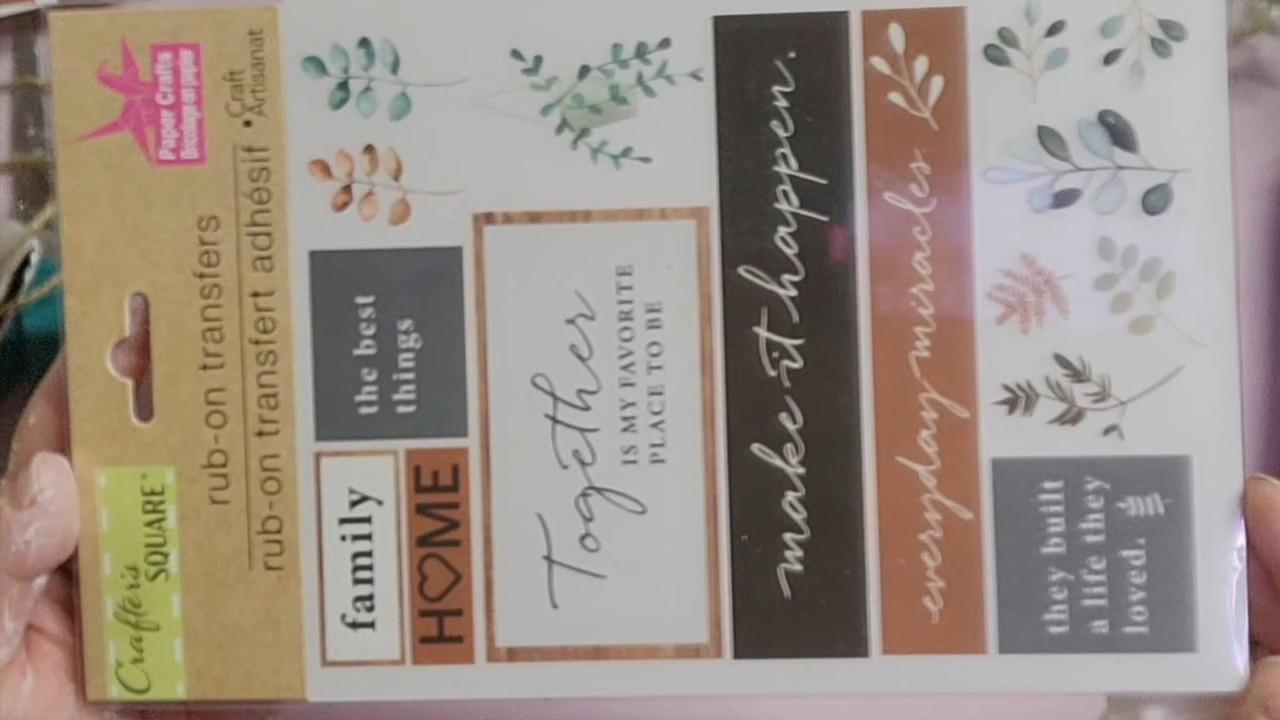 Crafter's
SQUARE™
rub-on transfers
rub-on transfert adhésif
• Craft
Artisanat
Paper Crafts
Bricolage en papier
family
HOME
the best
things
Together
IS MY FAVORITE
PLACE TO BE
make it happen.
everyday miracles
they built
a life they
loved.